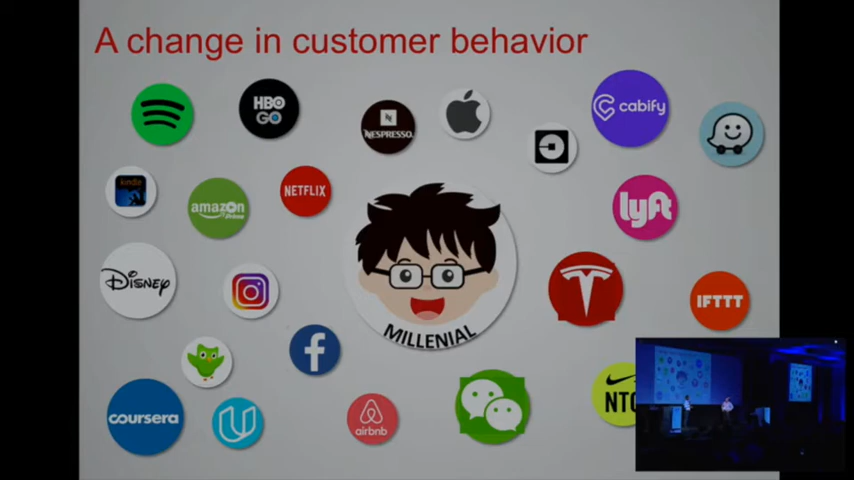 A change in customer behavior
HBO
GO
NESPRESSO
cabify
kindle
amazon
Prime
NETFLIX
lyft
DISNEY
IFTTT
MILLENIAL
coursera
airbnb
NTC